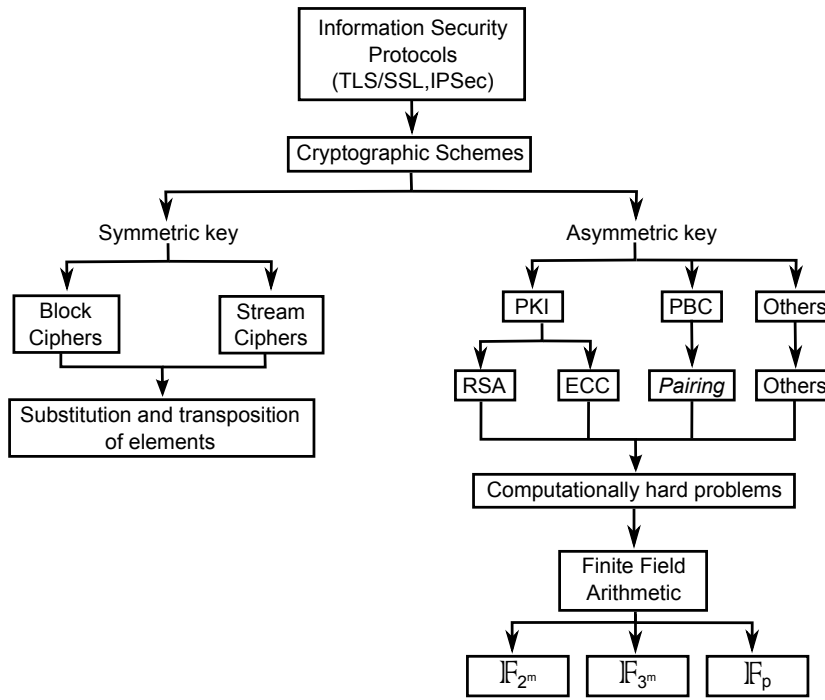 Information Security
Protocols
(TLS/SSL,IPSec)
Cryptographic Schemes
Symmetric key
Asymmetric key
Block
Ciphers
Stream
Ciphers
PKI
PBC
Others
RSA
ECC
Pairing
Others
Substitution and transposition
of elements
Computationally hard problems
Finite Field
Arithmetic
𝔽₂ᵐ
𝔽₃ᵐ
𝔽ₚ